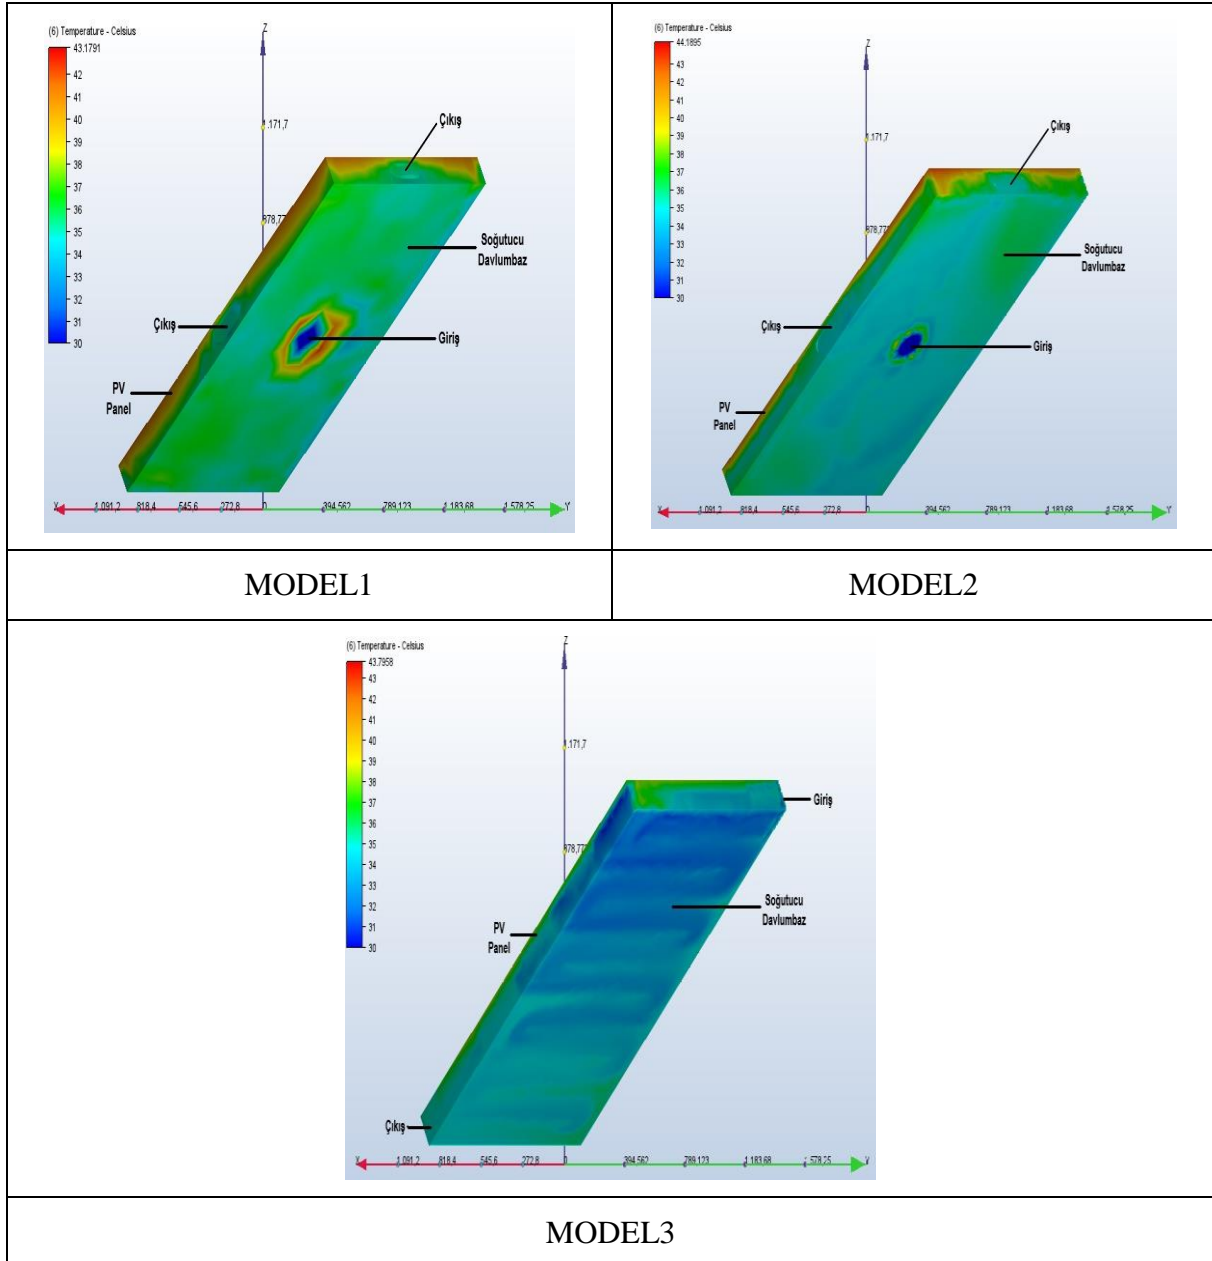 (6) Temperature - Celsius
43.1791
42
41
40
39
38
37
36
35
34
33
32
31
30
Z
1.171,7
878,77
Çıkış
Soğutucu
Davlumbaz
Çıkış
Giriş
PV
Panel
X 1.091,2 818,4 545,6 272,8 0 394,562 789,123 1.183,68 1.578,25 Y
MODEL1
(6) Temperature - Celsius
44.1895
43
42
41
40
39
38
37
36
35
34
33
32
31
30
Z
1.171,7
878,77
Çıkış
Soğutucu
Davlumbaz
Çıkış
Giriş
PV
Panel
X 1.091,2 818,4 545,6 272,8 0 394,562 789,123 1.183,68 1.578,25 Y
MODEL2
(6) Temperature - Celsius
43.7958
43
42
41
40
39
38
37
36
35
34
33
32
31
30
Z
1.171,7
878,77
Giriş
Soğutucu
Davlumbaz
PV
Panel
Çıkış
X 1.091,2 818,4 545,6 272,8 0 394,562 789,123 1.183,68 1.578,25 Y
MODEL3